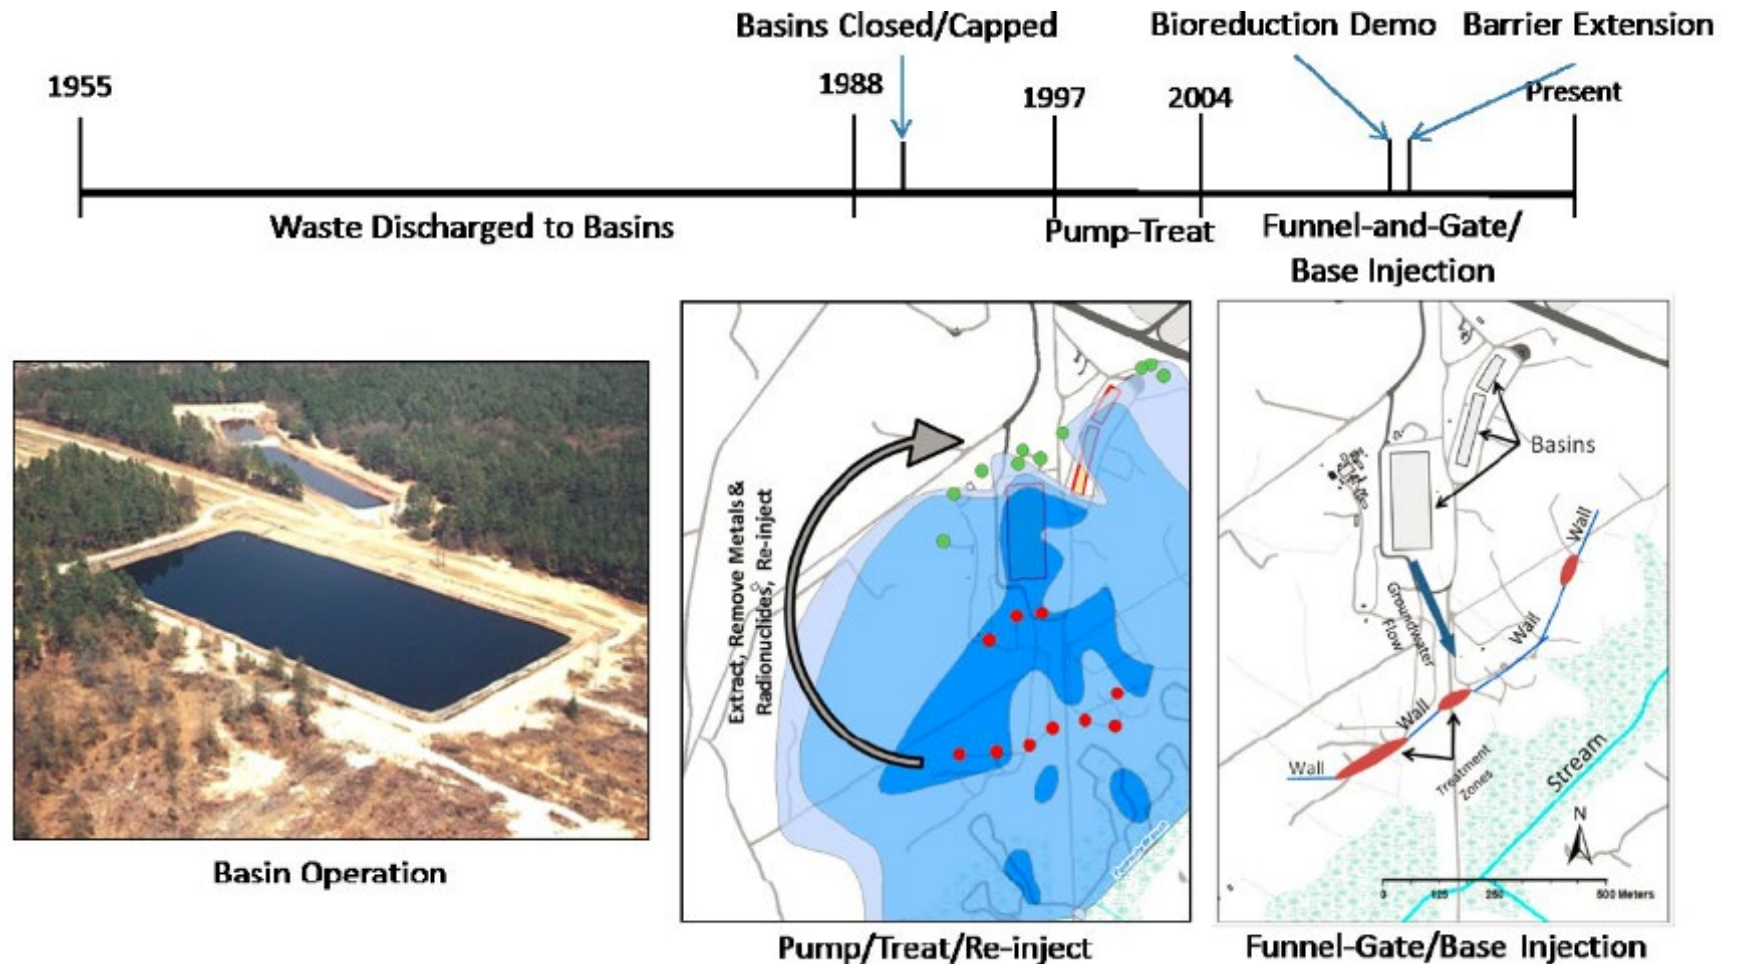 Basins Closed/Capped
Bioreduction Demo
Barrier Extension
1955
1988
1997
2004
Present
Waste Discharged to Basins
Pump-Treat
Funnel-and-Gate/
Base Injection
Basin Operation
Extract, Remove Metals &
Radionuclides, Re-inject
Pump/Treat/Re-inject
Basins
Wall
Groundwater
Flow
Wall
Wall
Wall
Treatment
Zones
Stream
N
0 125 250 500 Meters
Funnel-Gate/Base Injection